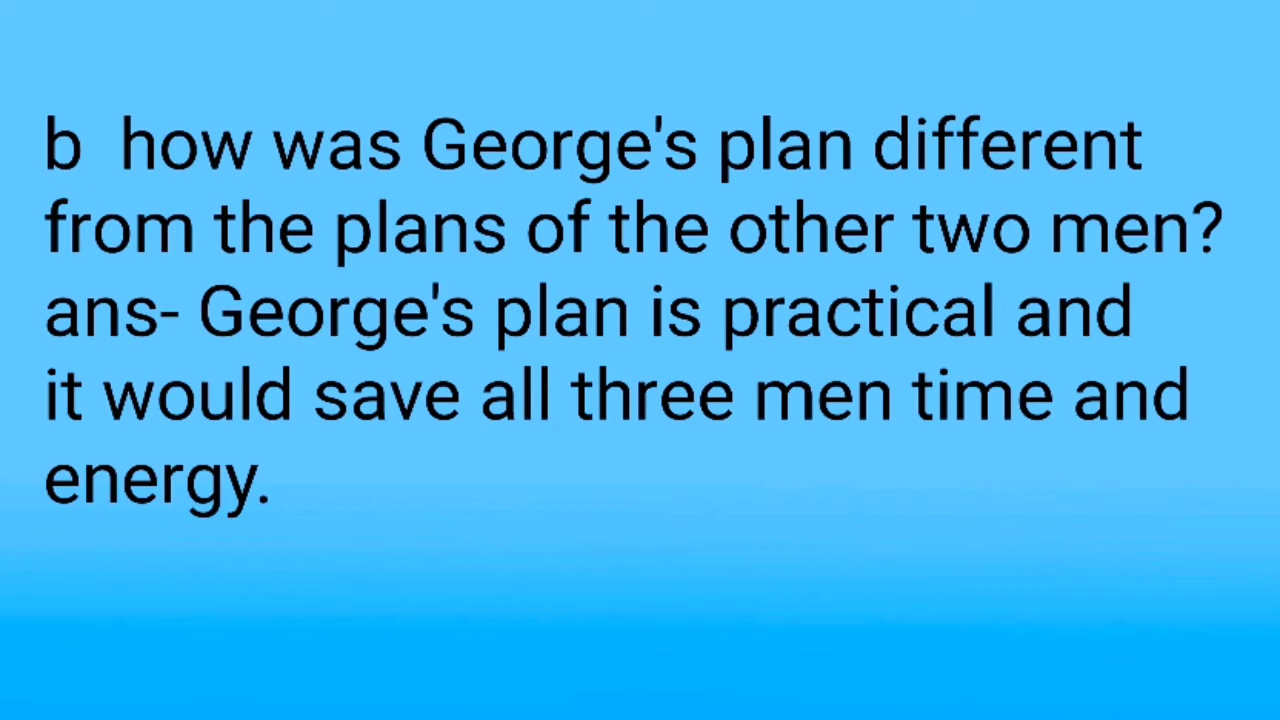 b  how was George's plan different
from the plans of the other two men?
ans- George's plan is practical and
it would save all three men time and
energy.